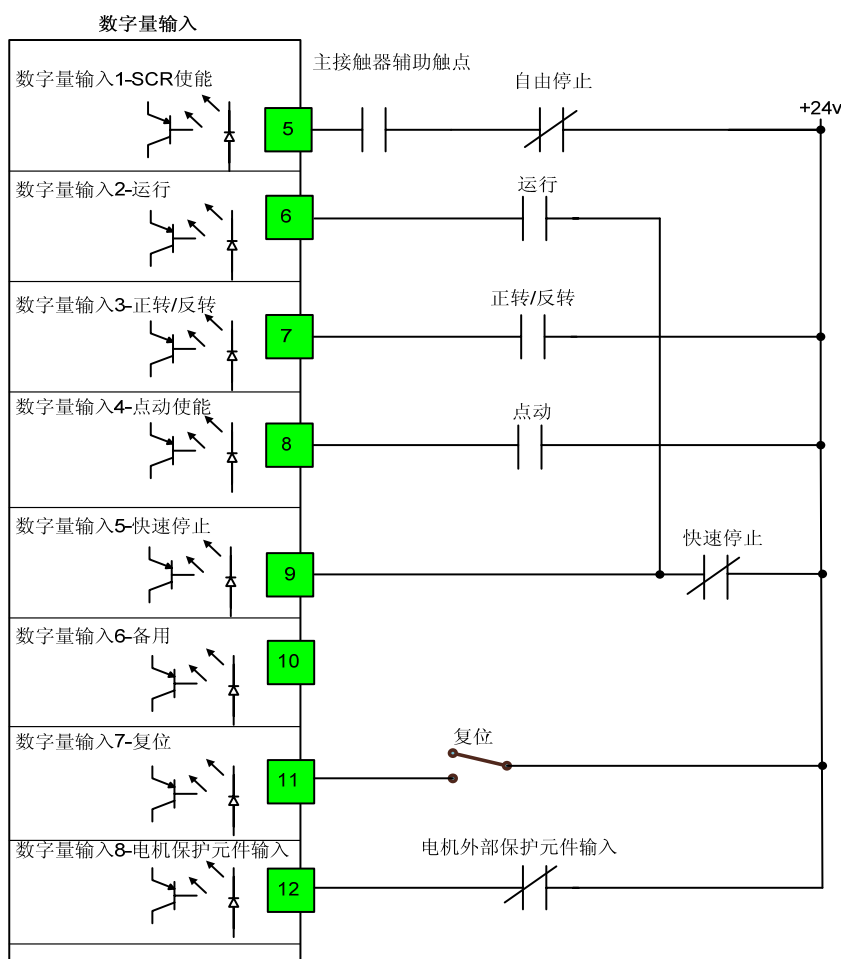 数字量输入
数字量输入1-SCR使能
主接触器辅助触点
自由停止
+24v
5
数字量输入2-运行
运行
6
数字量输入3-正转/反转
正转/反转
7
数字量输入4-点动使能
点动
8
数字量输入5-快速停止
快速停止
9
数字量输入6-备用
10
数字量输入7-复位
复位
11
数字量输入8-电机保护元件输入
电机外部保护元件输入
12